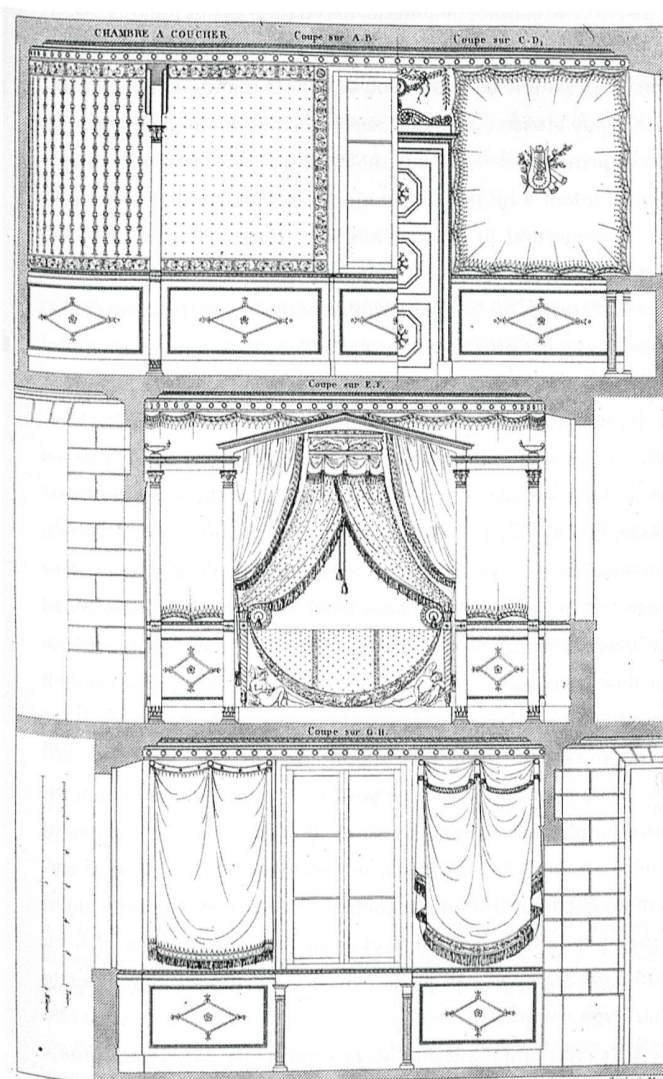 CHAMBRE A COUCHER
Coupe sur A.B.
Coupe sur C.D.
Coupe sur E.F.
Coupe sur G.H.